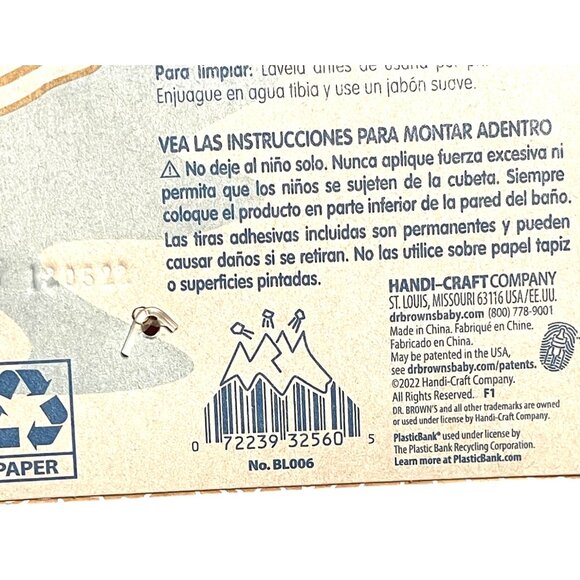 Para limpiar: Lávela antes de usarla por
Enjuague en agua tibia y use un jabón suave.
VEA LAS INSTRUCCIONES PARA MONTAR ADENTRO
⚠ No deje al niño solo. Nunca aplique fuerza excesiva ni
permita que los niños se sujeten de la cubeta. Siempre
coloque el producto en parte inferior de la pared del baño.
Las tiras adhesivas incluidas son permanentes y pueden
causar daños si se retiran. No las utilice sobre papel tapiz
o superficies pintadas.
120522
HANDI-CRAFT COMPANY
ST. LOUIS, MISSOURI 63116 USA/EE.UU.
drbrownsbaby.com (800) 778-9001
Made in China. Fabriqué en Chine.
Fabricado en China.
May be patented in the USA,
see drbrownsbaby.com/patents.
©2022 Handi-Craft Company.
All Rights Reserved. F1
DR. BROWN'S and all other trademarks are owned
or used under license by Handi-Craft Company.
PlasticBank® used under license by
The Plastic Bank Recycling Corporation.
Learn more at PlasticBank.com
PAPER
0 72239 32560 5
No. BL006